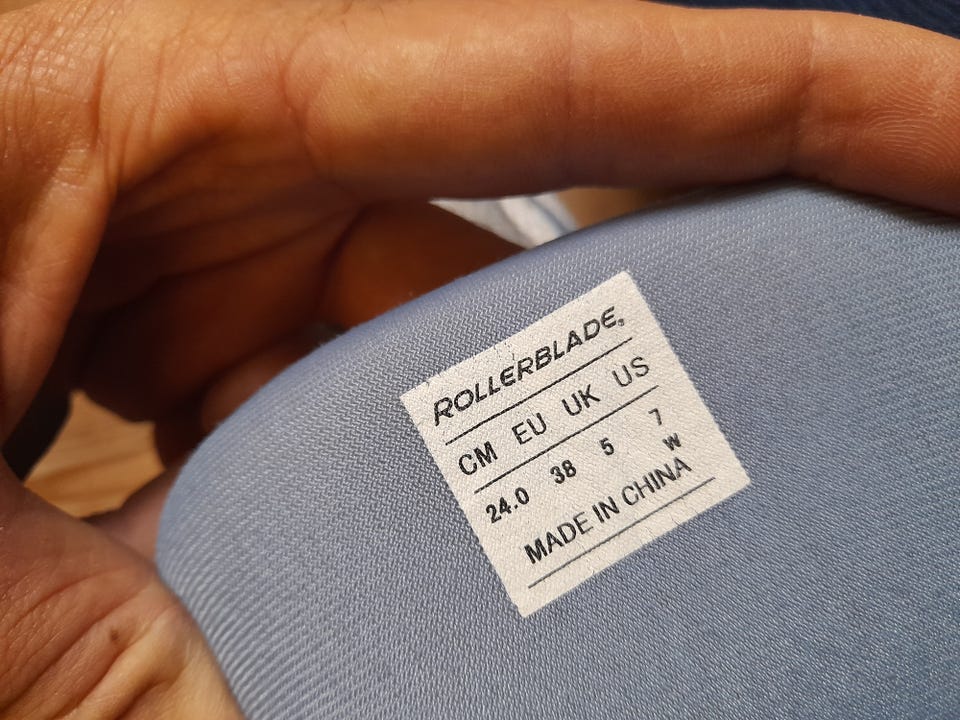 ROLLERBLADE®
CM EU UK US
24.0 38 5 7
W
MADE IN CHINA